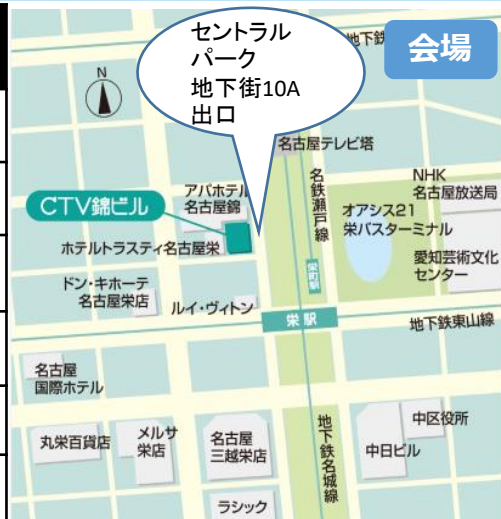 セントラル
パーク
地下街10A
出口
地下鉄
会場
N
名古屋テレビ塔
名鉄瀬戸線
NHK
名古屋放送局
アパホテル
名古屋錦
CTV錦ビル
オアシス21
栄バスターミナル
ホテルトラスティ名古屋栄
愛知芸術文化
センター
栄町駅
ドン・キホーテ
名古屋栄店
ルイ・ヴィトン
栄駅
地下鉄東山線
名古屋
国際ホテル
丸栄百貨店
メルサ
栄店
名古屋
三越栄店
地下鉄名城線
中区役所
中日ビル
ラシック